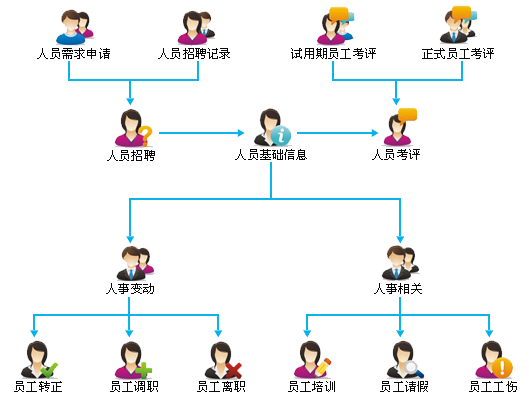 人员需求申请
人员招聘记录
试用期员工考评
正式员工考评
人员招聘
人员基础信息
人员考评
人事变动
人事相关
员工转正
员工调职
员工离职
员工培训
员工请假
员工工伤